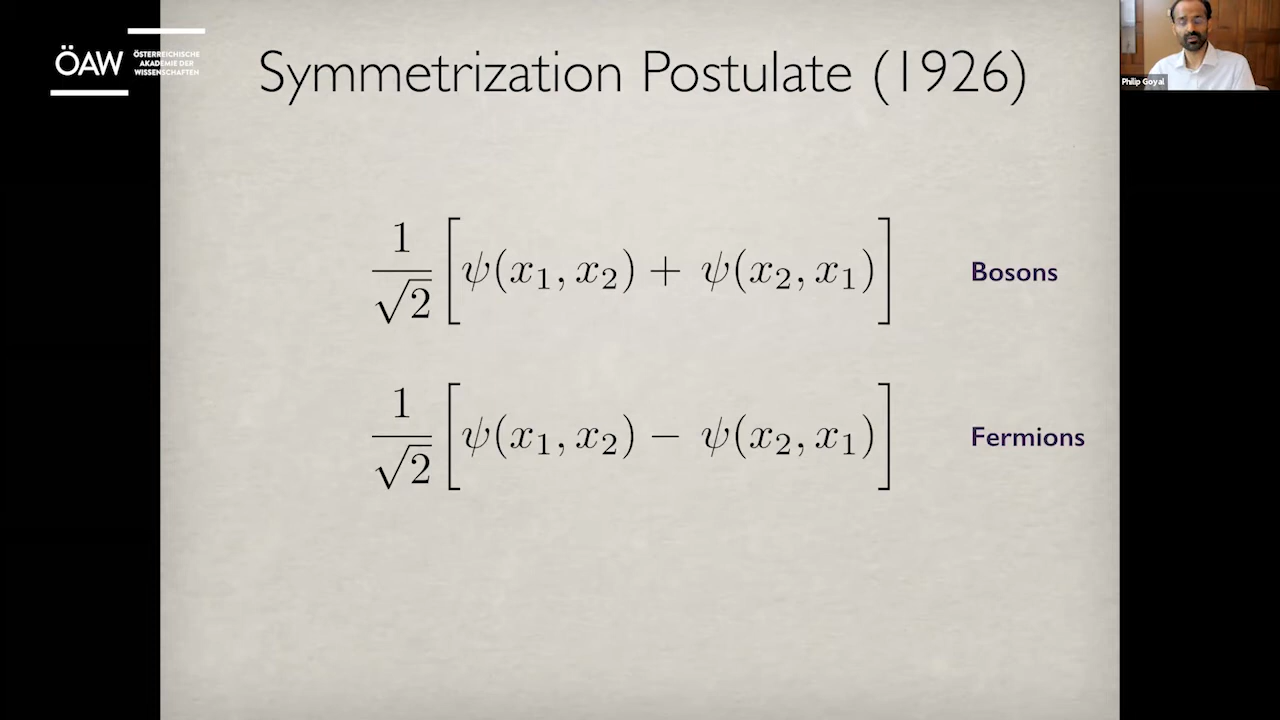 ÖAW
ÖSTERREICHISCHE
AKADEMIE DER
WISSENSCHAFTEN
Symmetrization Postulate (1926)
Philip Goyal
1/√2 [ψ(x₁, x₂) + ψ(x₂, x₁)] Bosons
1/√2 [ψ(x₁, x₂) − ψ(x₂, x₁)] Fermions